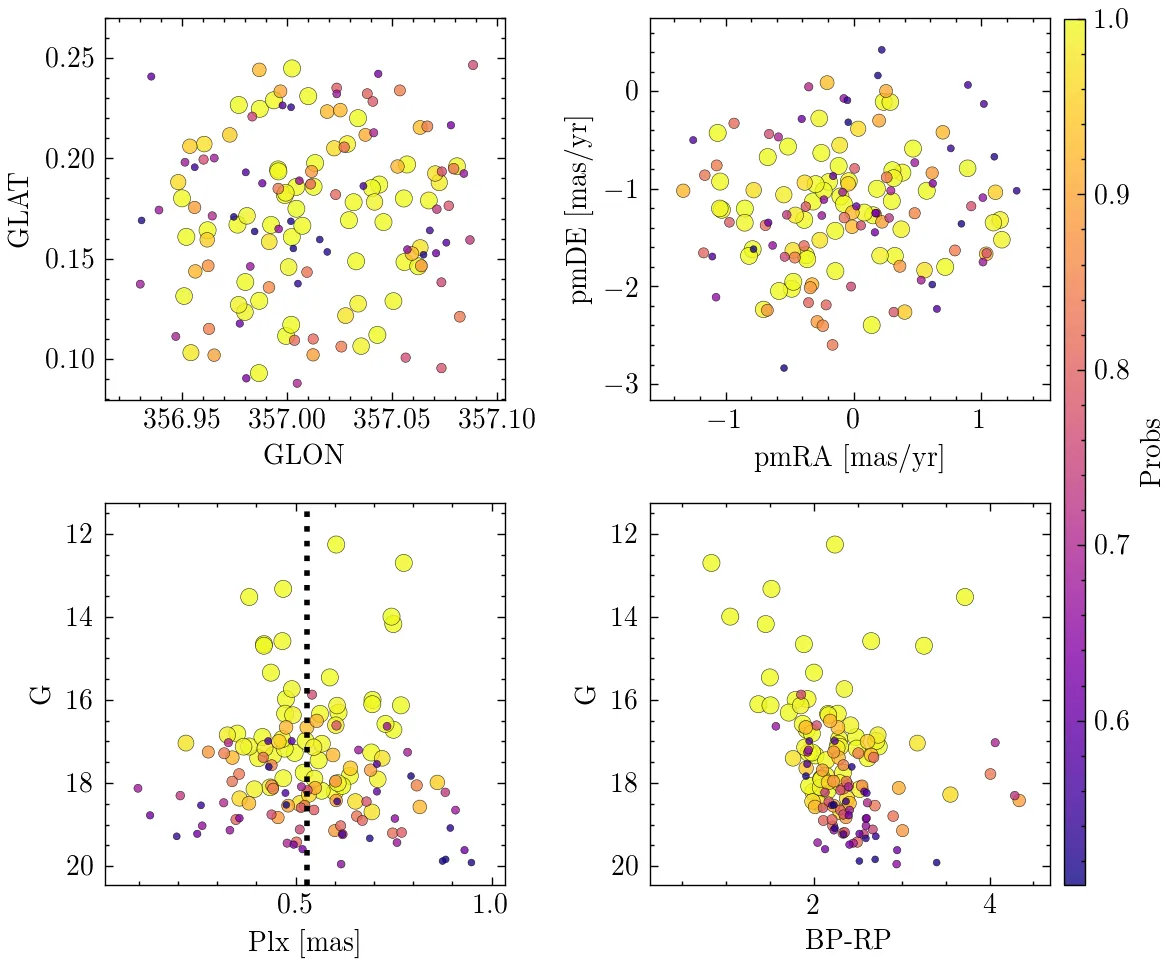 0.25
0.20
0.15
0.10
GLAT
356.95 357.00 357.05 357.10
GLON
0
−1
−2
−3
pmDE [mas/yr]
−1 0 1
pmRA [mas/yr]
12
14
16
18
20
G
0.5 1.0
Plx [mas]
12
14
16
18
20
G
2 4
BP-RP
1.0
0.9
0.8
0.7
0.6
Probs